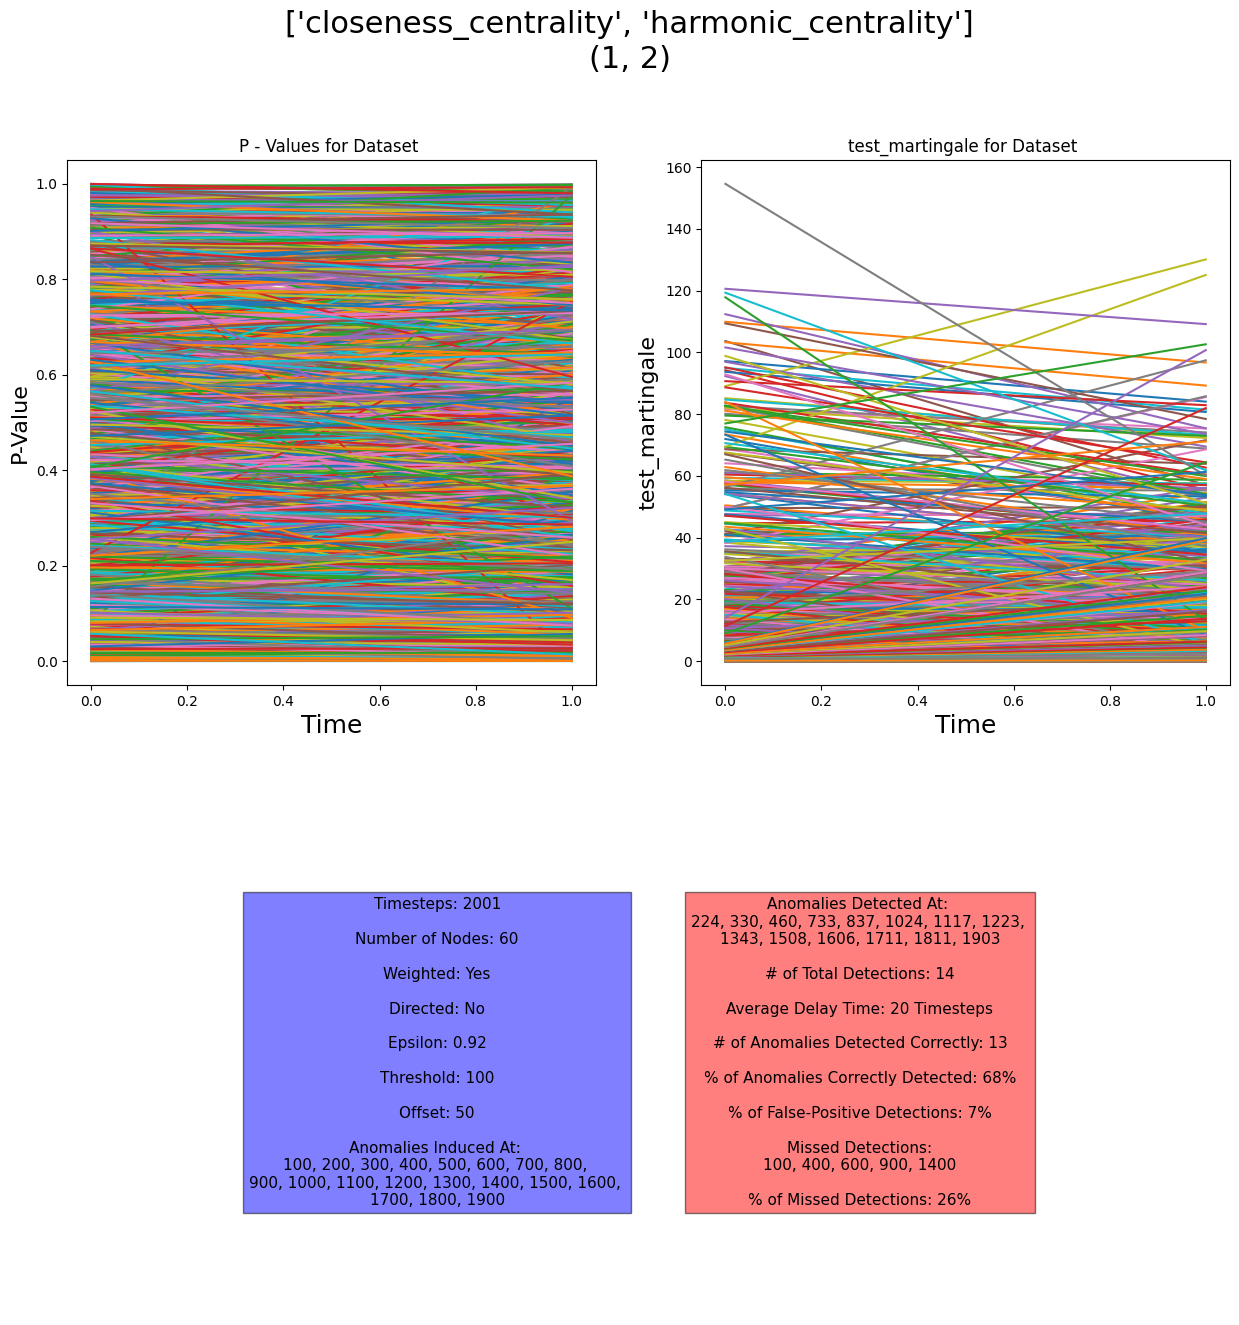 ['closeness_centrality', 'harmonic_centrality']
(1, 2)
P - Values for Dataset
1.0
0.8
0.6
0.4
0.2
0.0
P-Value
0.0 0.2 0.4 0.6 0.8 1.0
Time
test_martingale for Dataset
160
140
120
100
80
60
40
20
0
test_martingale
0.0 0.2 0.4 0.6 0.8 1.0
Time
Timesteps: 2001
Number of Nodes: 60
Weighted: Yes
Directed: No
Epsilon: 0.92
Threshold: 100
Offset: 50
Anomalies Induced At:
100, 200, 300, 400, 500, 600, 700, 800,
900, 1000, 1100, 1200, 1300, 1400, 1500, 1600,
1700, 1800, 1900
Anomalies Detected At:
224, 330, 460, 733, 837, 1024, 1117, 1223,
1343, 1508, 1606, 1711, 1811, 1903
# of Total Detections: 14
Average Delay Time: 20 Timesteps
# of Anomalies Detected Correctly: 13
% of Anomalies Correctly Detected: 68%
% of False-Positive Detections: 7%
Missed Detections:
100, 400, 600, 900, 1400
% of Missed Detections: 26%